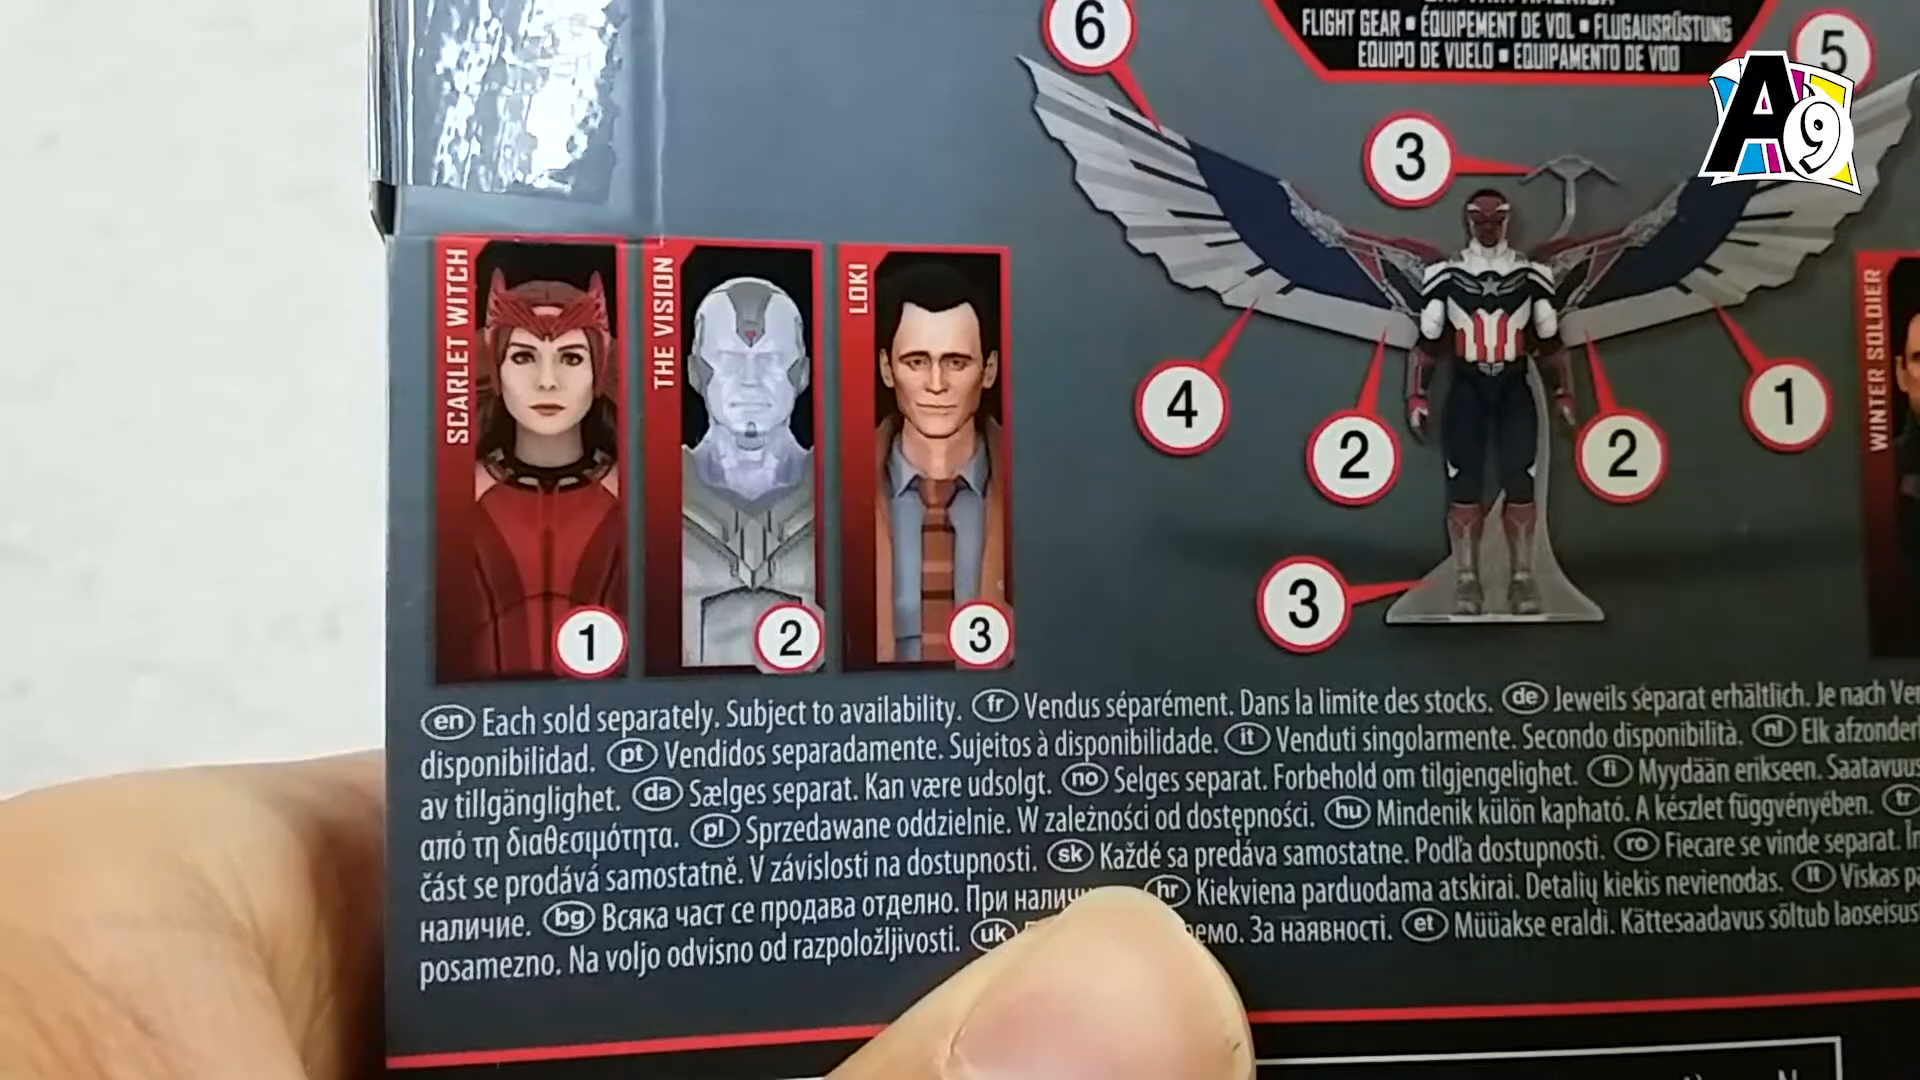 FLIGHT GEAR ▪ ÉQUIPEMENT DE VOL ▪ FLUGAUSRÜSTUNG
EQUIPO DE VUELO ▪ EQUIPAMENTO DE VOO
6
5
A9
3
SCARLET WITCH
THE VISION
LOKI
WINTER SOLDIER
4
2
2
1
3
1
2
3
en Each sold separately. Subject to availability. fr Vendus séparément. Dans la limite des stocks. de Jeweils separat erhältlich. Je nach
disponibilidad. pt Vendidos separadamente. Sujeitos à disponibilidade. it Venduti singolarmente. Secondo disponibilità. nl Elk
av tillgänglighet. da Sælges separat. Kan være udsolgt. no Selges separat. Forbehold om tilgjengelighet. fi Myydään erikseen.
από τη διαθεσιμότητα. pl Sprzedawane oddzielnie. W zależności od dostępności. hu Mindenik külön kapható. A készlet függvényében. tr
část se prodává samostatně. V závislosti na dostupnosti. sk Každé sa predáva samostatne. Podľa dostupnosti. ro Fiecare se vinde separat.
наличие. bg Всяка част се продава отделно. При hr Kiekviena parduodama atskirai. Detalių kiekis nevienodas. lt Viskas
posamezno. Na voljo odvisno od razpoložljivosti. uk емо. За наявності. et Müüakse eraldi. Kättesaadavus sõltub